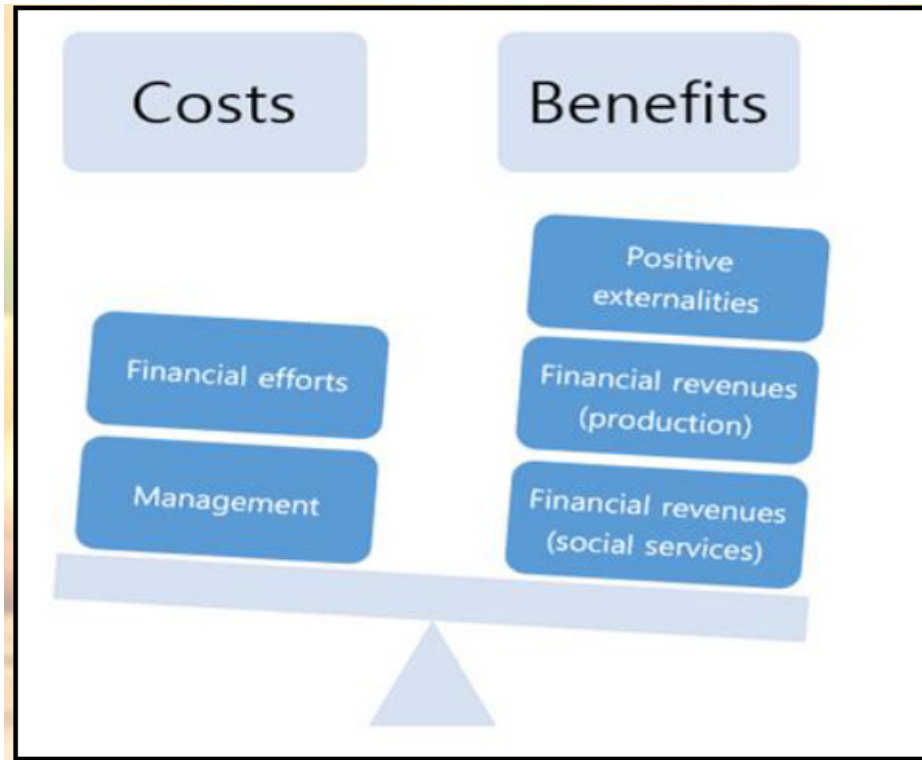 Costs
Benefits
Positive
externalities
Financial efforts
Financial revenues
(production)
Management
Financial revenues
(social services)